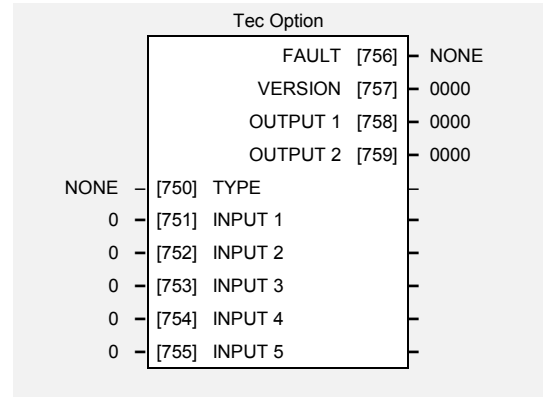 Tec Option
FAULT [756] – NONE
VERSION [757] – 0000
OUTPUT 1 [758] – 0000
OUTPUT 2 [759] – 0000
NONE – [750] TYPE –
0 – [751] INPUT 1 –
0 – [752] INPUT 2 –
0 – [753] INPUT 3 –
0 – [754] INPUT 4 –
0 – [755] INPUT 5 –